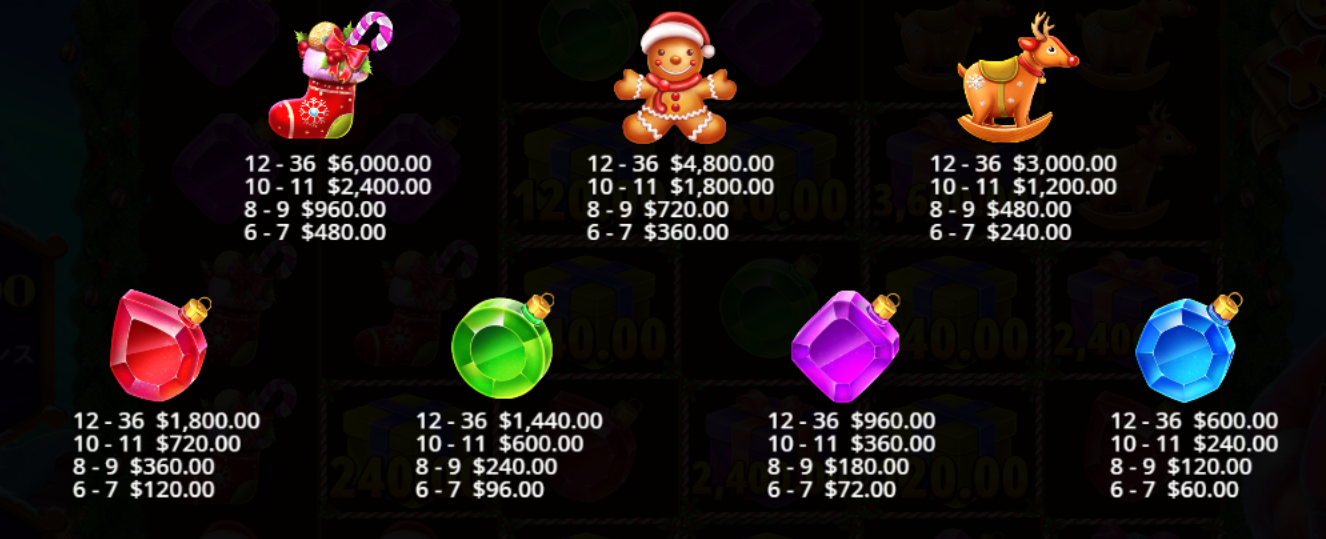 12 - 36 $6,000.00
10 - 11 $2,400.00
8 - 9 $960.00
6 - 7 $480.00
12 - 36 $4,800.00
10 - 11 $1,800.00
8 - 9 $720.00
6 - 7 $360.00
12 - 36 $3,000.00
10 - 11 $1,200.00
8 - 9 $480.00
6 - 7 $240.00
12 - 36 $1,800.00
10 - 11 $720.00
8 - 9 $360.00
6 - 7 $120.00
12 - 36 $1,440.00
10 - 11 $600.00
8 - 9 $240.00
6 - 7 $96.00
12 - 36 $960.00
10 - 11 $360.00
8 - 9 $180.00
6 - 7 $72.00
12 - 36 $600.00
10 - 11 $240.00
8 - 9 $120.00
6 - 7 $60.00